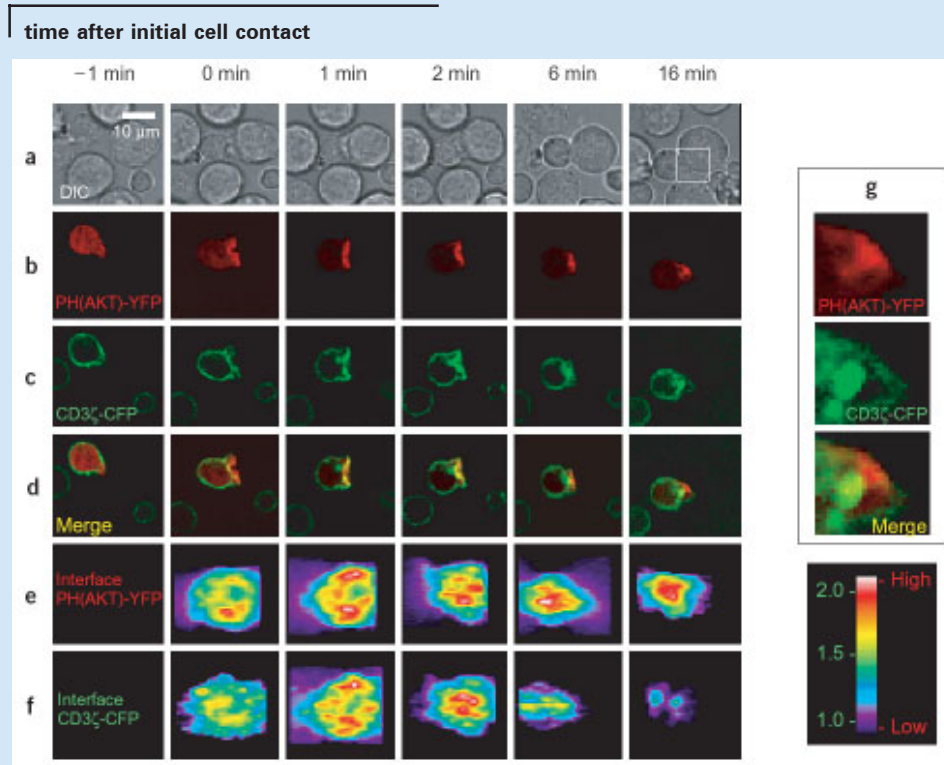 time after initial cell contact
−1 min 0 min 1 min 2 min 6 min 16 min
a
10 µm
DIC
b
PH(AKT)-YFP
c
CD3ζ-CFP
d
Merge
e
Interface
PH(AKT)-YFP
f
Interface
CD3ζ-CFP
g
PH(AKT)-YFP
CD3ζ-CFP
Merge
2.0 - High
1.5
1.0 - Low